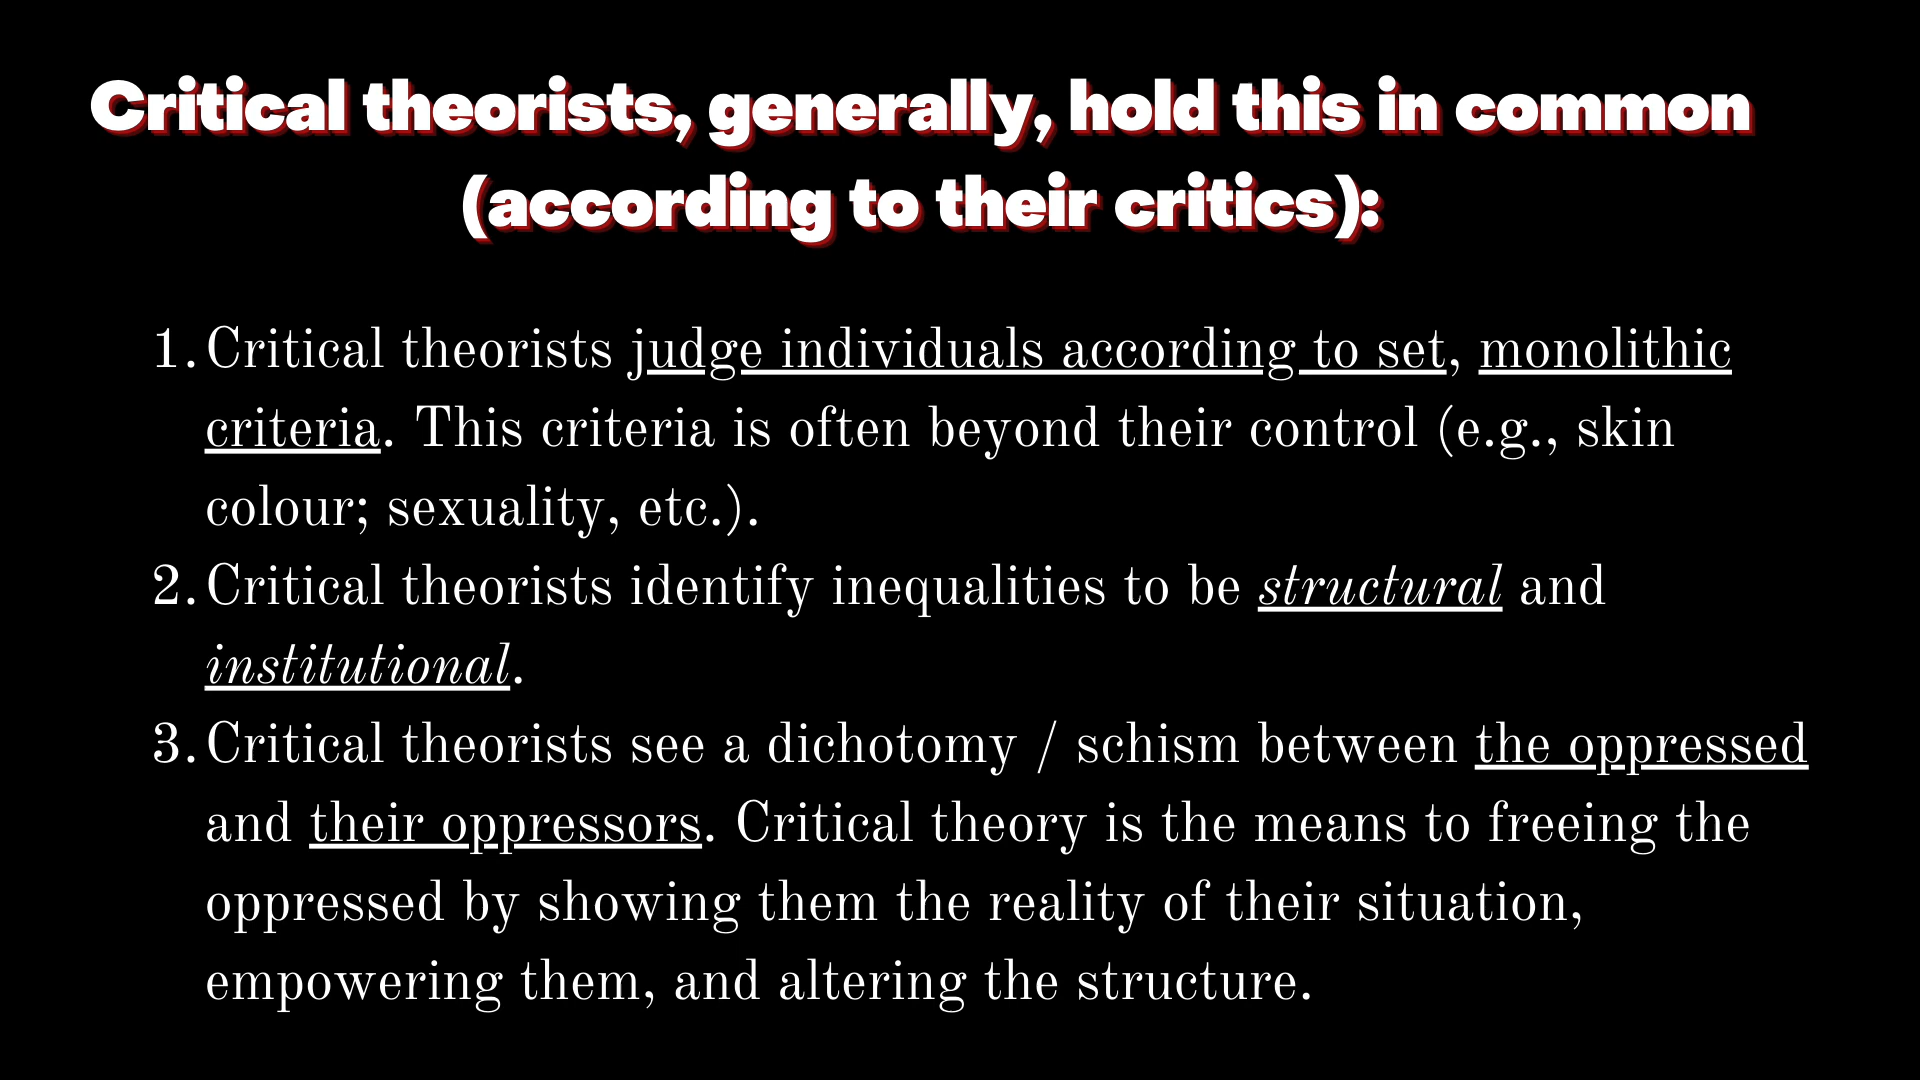 Critical theorists, generally, hold this in common
(according to their critics):
1. Critical theorists judge individuals according to set, monolithic
criteria. This criteria is often beyond their control (e.g., skin
colour; sexuality, etc.).
2. Critical theorists identify inequalities to be structural and
institutional.
3. Critical theorists see a dichotomy / schism between the oppressed
and their oppressors. Critical theory is the means to freeing the
oppressed by showing them the reality of their situation,
empowering them, and altering the structure.